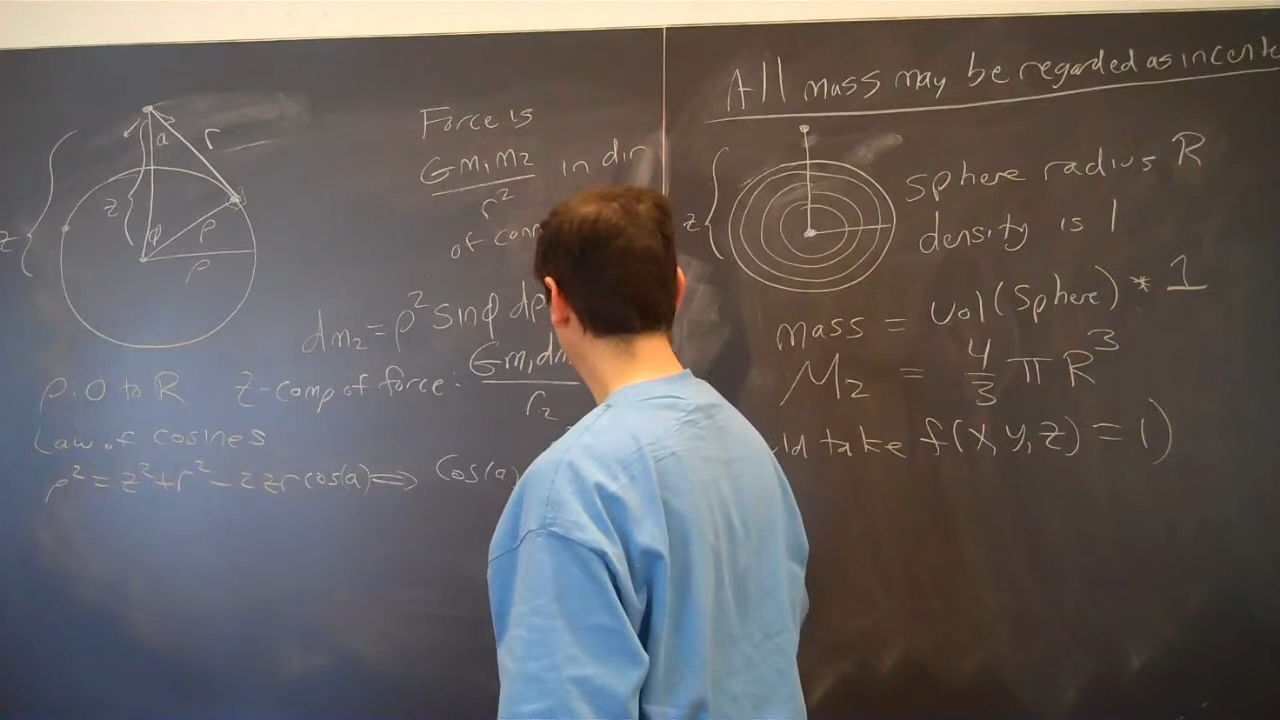 a
r
z
z
φ
ρ
ρ
Force is
Gm₁m₂ in dir
r²
of con
dm₂ = ρ² sinφ dρ
ρ: 0 to R z-comp of force: Gm₁dm
r₂
Law of cosines
ρ² = z² + r² - 2zr cos(a) ⟺ cos(a)
All mass may be regarded as in cente
z
sphere radius R
density is 1
mass = vol(sphere) * 1
M₂ = 4/3 π R³
ld take f(x,y,z) = 1)